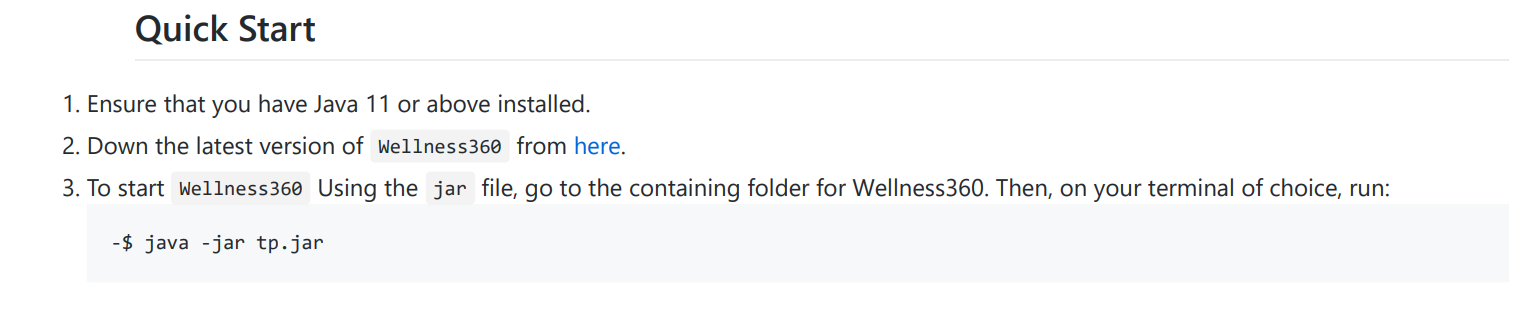 Quick Start
1. Ensure that you have Java 11 or above installed.
2. Down the latest version of Wellness360 from here.
3. To start Wellness360 Using the jar file, go to the containing folder for Wellness360. Then, on your terminal of choice, run:
-$ java -jar tp.jar